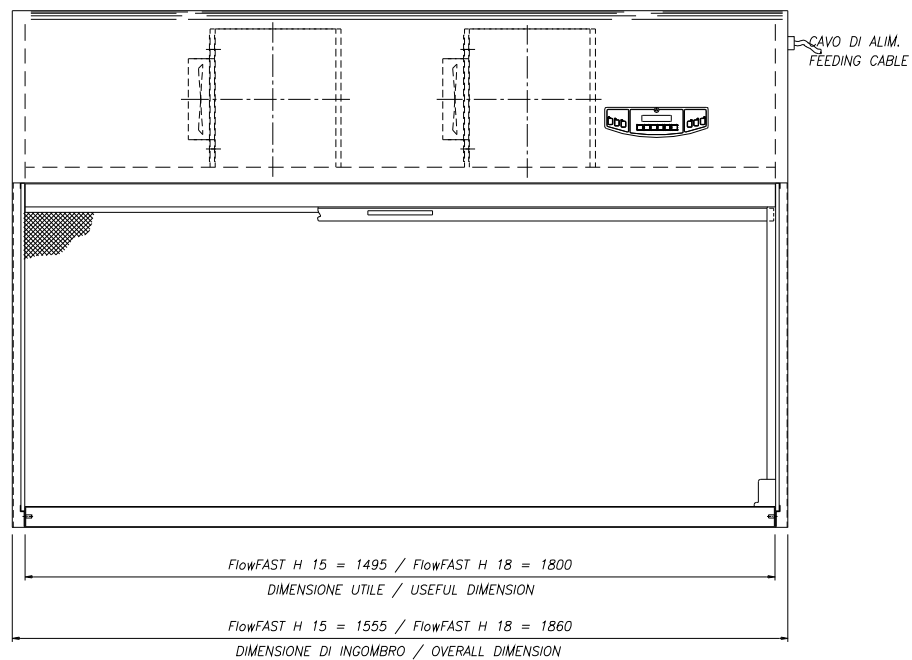 CAVO DI ALIM.
FEEDING CABLE
FlowFAST H 15 = 1495 / FlowFAST H 18 = 1800
DIMENSIONE UTILE / USEFUL DIMENSION
FlowFAST H 15 = 1555 / FlowFAST H 18 = 1860
DIMENSIONE DI INGOMBRO / OVERALL DIMENSION